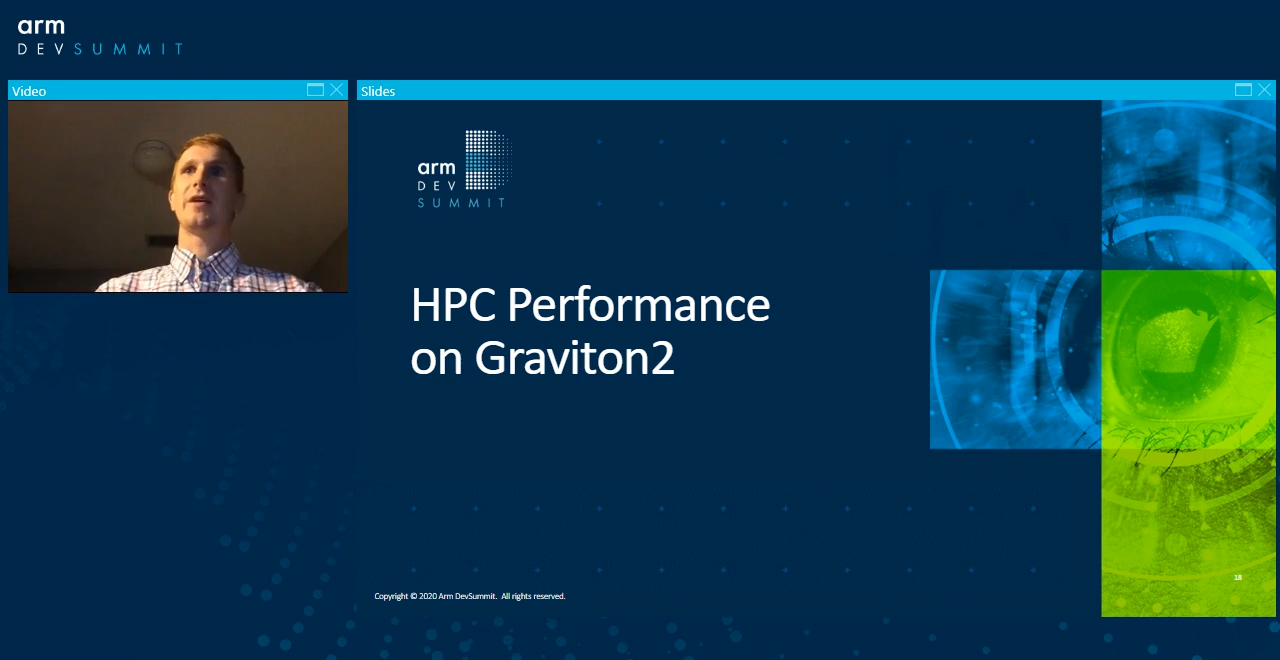 arm
DEVSUMMIT
Video
Slides
arm
DEV
SUMMIT
HPC Performance
on Graviton2
18
Copyright © 2020 Arm DevSummit. All rights reserved.